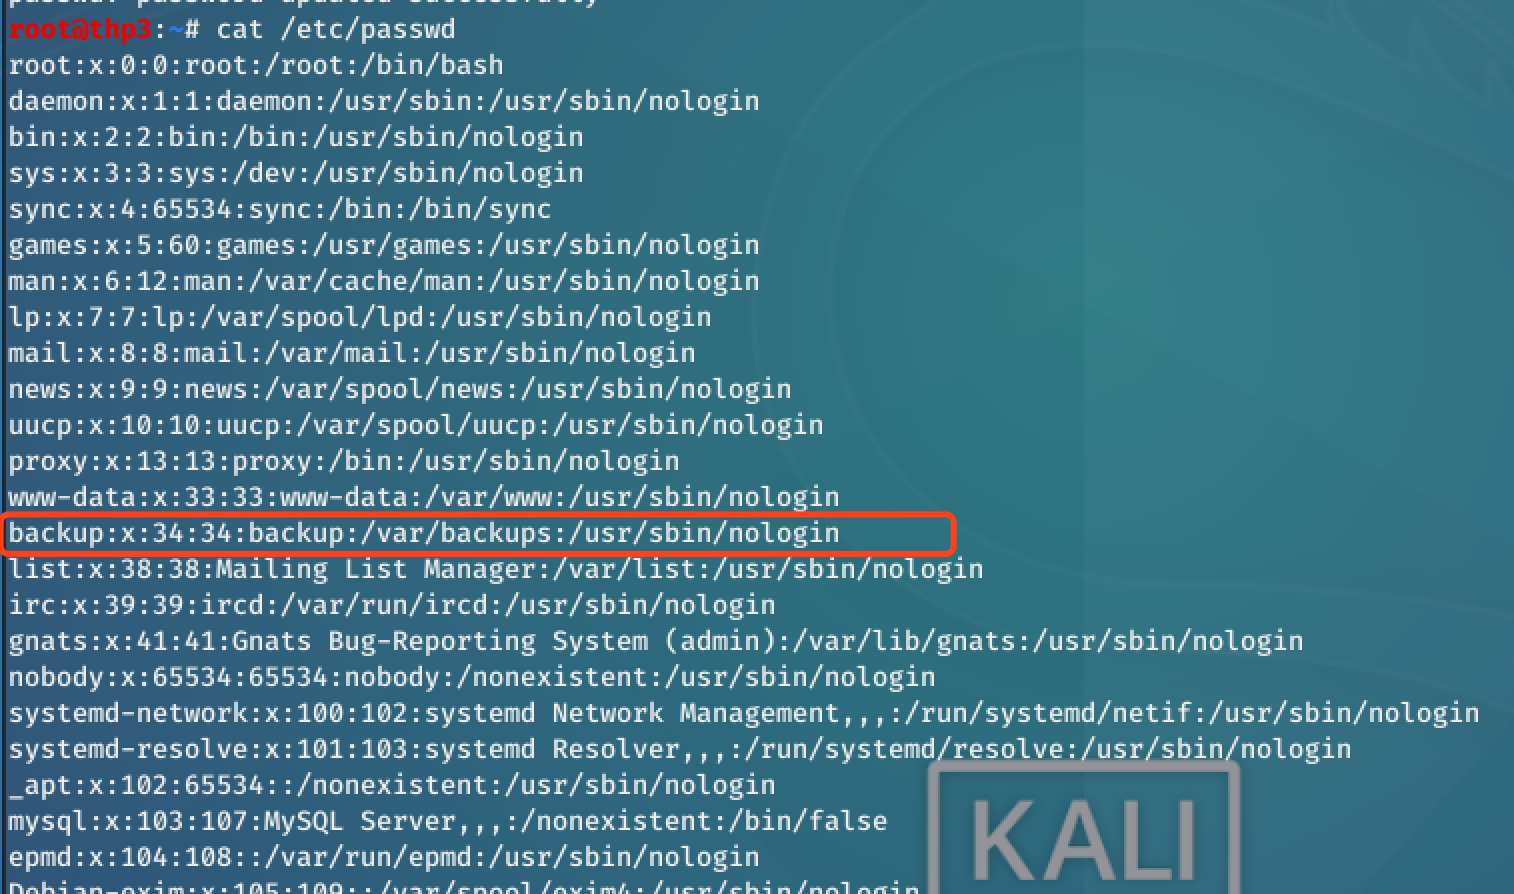 passwd: password updated successfully
root@thp3:~# cat /etc/passwd
root:x:0:0:root:/root:/bin/bash
daemon:x:1:1:daemon:/usr/sbin:/usr/sbin/nologin
bin:x:2:2:bin:/bin:/usr/sbin/nologin
sys:x:3:3:sys:/dev:/usr/sbin/nologin
sync:x:4:65534:sync:/bin:/bin/sync
games:x:5:60:games:/usr/games:/usr/sbin/nologin
man:x:6:12:man:/var/cache/man:/usr/sbin/nologin
lp:x:7:7:lp:/var/spool/lpd:/usr/sbin/nologin
mail:x:8:8:mail:/var/mail:/usr/sbin/nologin
news:x:9:9:news:/var/spool/news:/usr/sbin/nologin
uucp:x:10:10:uucp:/var/spool/uucp:/usr/sbin/nologin
proxy:x:13:13:proxy:/bin:/usr/sbin/nologin
www-data:x:33:33:www-data:/var/www:/usr/sbin/nologin
backup:x:34:34:backup:/var/backups:/usr/sbin/nologin
list:x:38:38:Mailing List Manager:/var/list:/usr/sbin/nologin
irc:x:39:39:ircd:/var/run/ircd:/usr/sbin/nologin
gnats:x:41:41:Gnats Bug-Reporting System (admin):/var/lib/gnats:/usr/sbin/nologin
nobody:x:65534:65534:nobody:/nonexistent:/usr/sbin/nologin
systemd-network:x:100:102:systemd Network Management,,,:/run/systemd/netif:/usr/sbin/nologin
systemd-resolve:x:101:103:systemd Resolver,,,:/run/systemd/resolve:/usr/sbin/nologin
_apt:x:102:65534::/nonexistent:/usr/sbin/nologin
mysql:x:103:107:MySQL Server,,,:/nonexistent:/bin/false
epmd:x:104:108::/var/run/epmd:/usr/sbin/nologin
Debian-exim:x:105:109::/var/spool/exim4:/usr/sbin/nologin
KALI